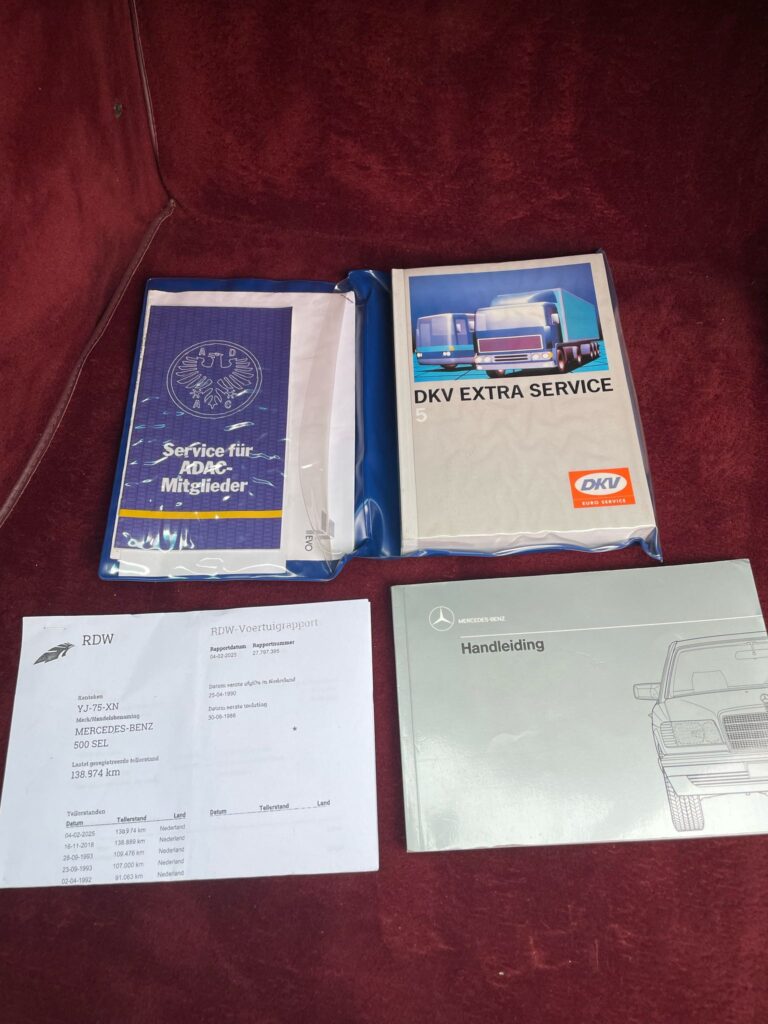 A D
A C
Service für
ADAC-
Mitglieder
EVO
DKV EXTRA SERVICE
5
DKV
EURO SERVICE
RDW
Kenteken
YJ-75-XN
Merk/Handelsbenaming
MERCEDES-BENZ
500 SEL
Laatst geregistreerde tellerstand
138.974 km
Tellerstanden
Datum Tellerstand Land
04-02-2025 138.974 km Nederland
16-11-2018 138.889 km Nederland
28-09-1993 109.476 km Nederland
23-09-1993 107.000 km Nederland
02-04-1992 91.063 km Nederland
RDW-Voertuigrapport
Rapportdatum Rapportnummer
04-02-2025 27.797.395
Datum eerste afgifte in Nederland
25-04-1990
Datum eerste toelating
30-06-1986
*
Datum Tellerstand Land
MERCEDES-BENZ
Handleiding